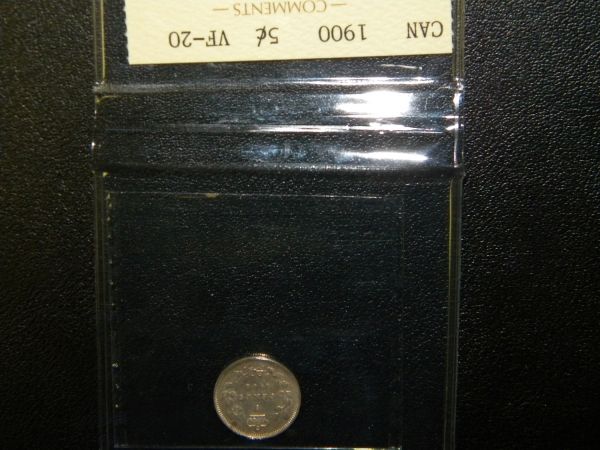 CAN 1900 5¢ VF-20
— COMMENTS —